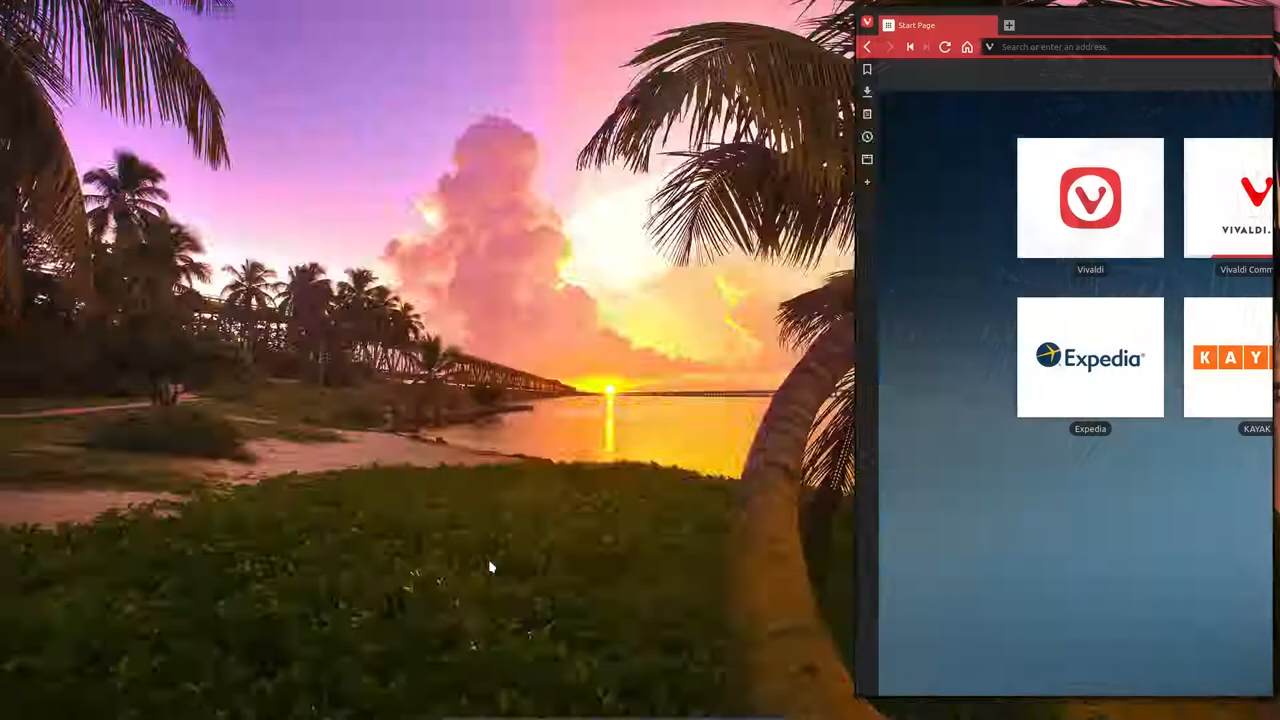 Start Page
Search or enter an address
VIVALDI.
Vivaldi
Vivaldi Comm
Expedia
KAY
Expedia
KAYAK